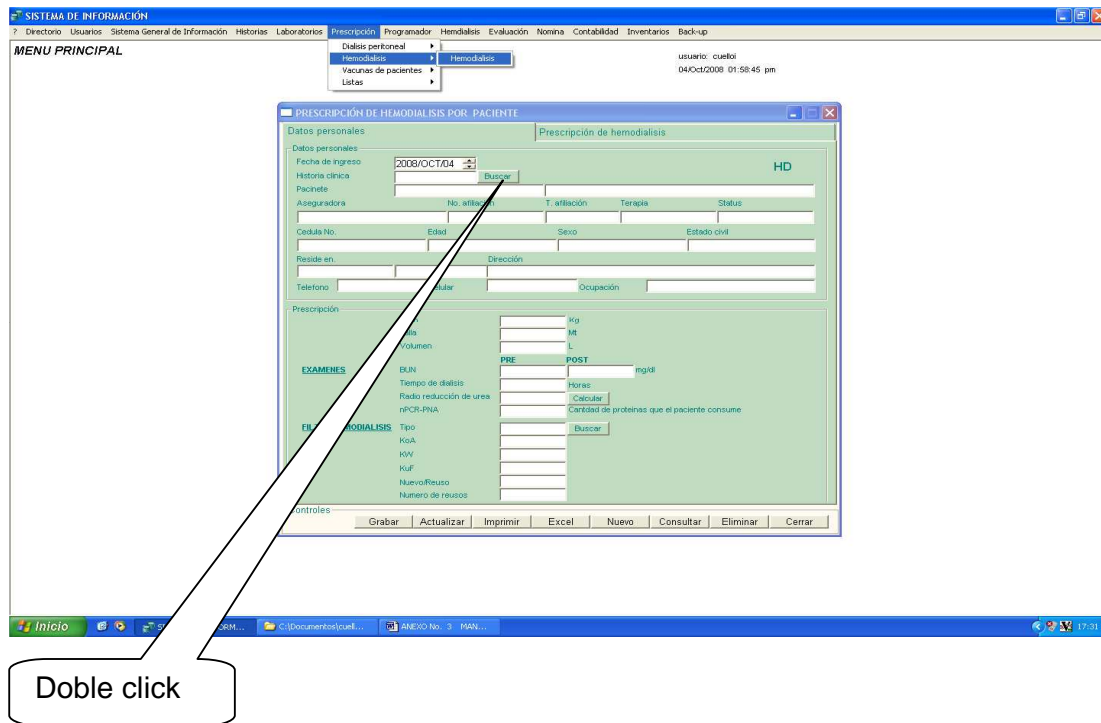 SISTEMA DE INFORMACIÓN
? Directorio Usuarios Sistema General de Información Historias Laboratorios Prescripción Programador Hemdialisis Evaluación Nomina Contabilidad Inventarios Back-up
MENU PRINCIPAL
Dialisis peritoneal
Hemodialisis Hemodialisis
Vacunas de pacientes
Listas
usuario: cuelloi
04/Oct/2008 01:58:45 pm
PRESCRIPCIÓN DE HEMODIALISIS POR PACIENTE
Datos personales Prescripción de hemodialisis
Datos personales
Fecha de ingreso 2008/OCT/04 HD
Historia clinica Buscar
Pacinete
Aseguradora No. afiliación T. afiliación Terapia Status
Cedula No. Edad Sexo Estado civil
Reside en. Dirección
Telefono Ocupación
Prescripción
Kg
Mt
Volumen L
PRE POST
EXAMENES BUN mg/dl
Tiempo de dialisis Horas
Radio reducción de urea Calcular
nPCR-PNA Cantdad de proteinas que el paciente consume
Tipo Buscar
KoA
KW
KuF
Nuevo/Reuso
Numero de reusos
Controles
Grabar Actualizar Imprimir Excel Nuevo Consultar Eliminar Cerrar
Inicio C:\Documentos\cuell... ANEXO No. 3 MAN... 17:31
Doble click